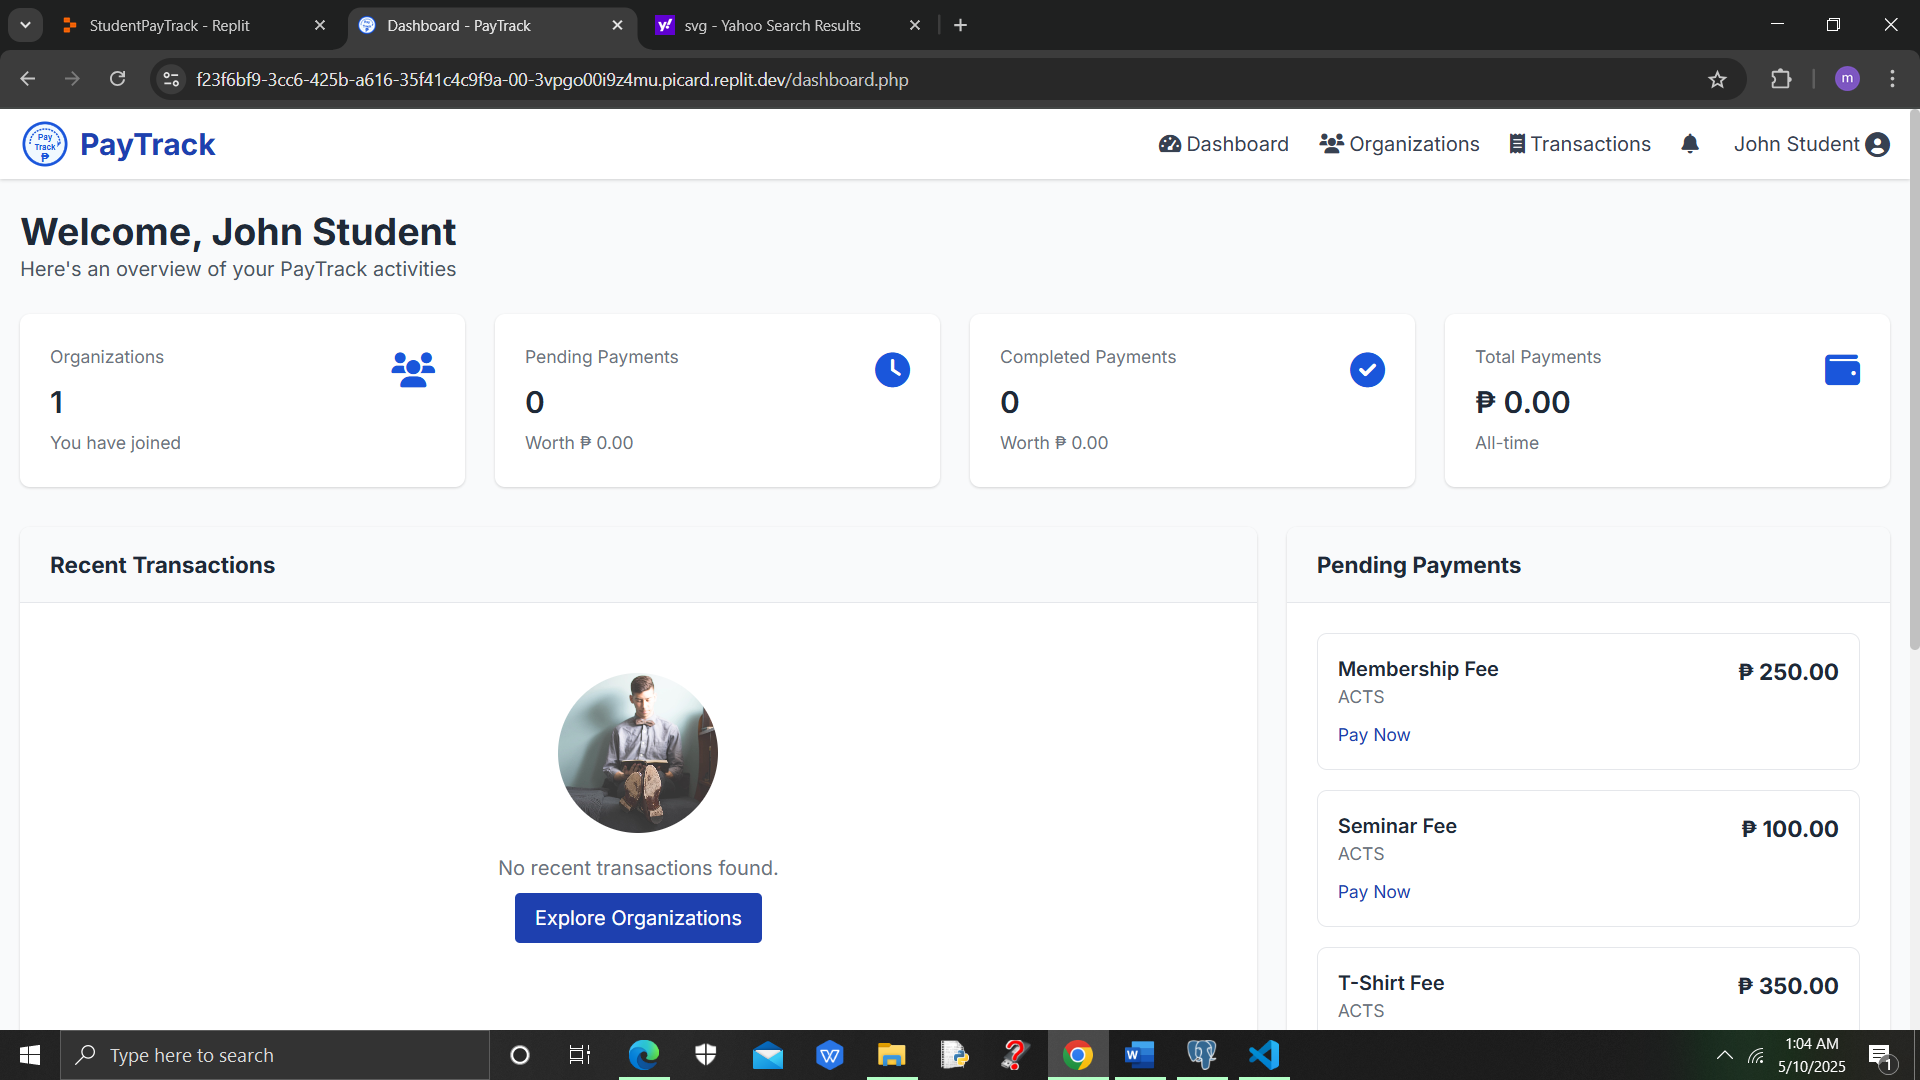 StudentPayTrack - Replit
Dashboard - PayTrack
svg - Yahoo Search Results
f23f6bf9-3cc6-425b-a616-35f41c4c9f9a-00-3vpgo00i9z4mu.picard.replit.dev/dashboard.php
m
Pay
Track
₱
PayTrack
Dashboard
Organizations
Transactions
John Student
Welcome, John Student
Here's an overview of your PayTrack activities
Organizations
1
You have joined
Pending Payments
0
Worth ₱ 0.00
Completed Payments
0
Worth ₱ 0.00
Total Payments
₱ 0.00
All-time
Recent Transactions
No recent transactions found.
Explore Organizations
Pending Payments
Membership Fee
₱ 250.00
ACTS
Pay Now
Seminar Fee
₱ 100.00
ACTS
Pay Now
T-Shirt Fee
₱ 350.00
ACTS
Type here to search
1:04 AM
5/10/2025
1